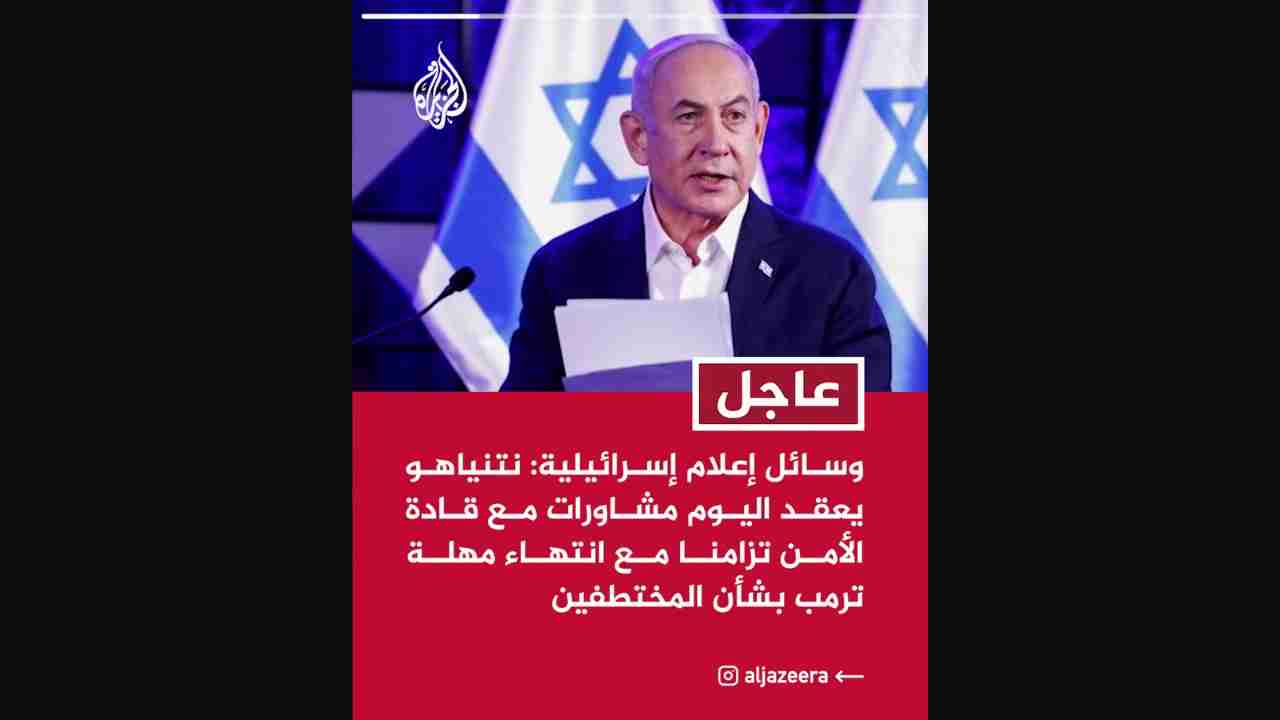 الجزيرة
عاجل
وسائل إعلام إسرائيلية: نتنياهو
يعقد اليوم مشاورات مع قادة
الأمن تزامنا مع انتهاء مهلة
ترمب بشأن المختطفين
aljazeera